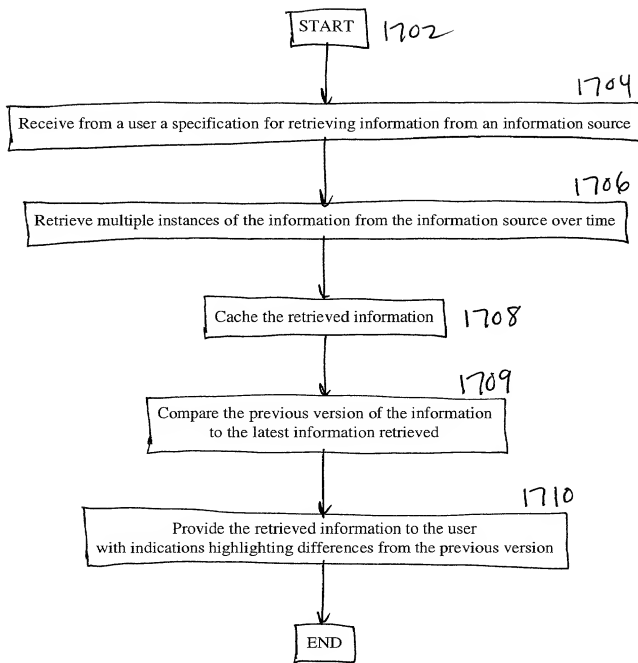 START 1702
1704
Receive from a user a specification for retrieving information from an information source
1706
Retrieve multiple instances of the information from the information source over time
Cache the retrieved information 1708
1709
Compare the previous version of the information
to the latest information retrieved
1710
Provide the retrieved information to the user
with indications highlighting differences from the previous version
END